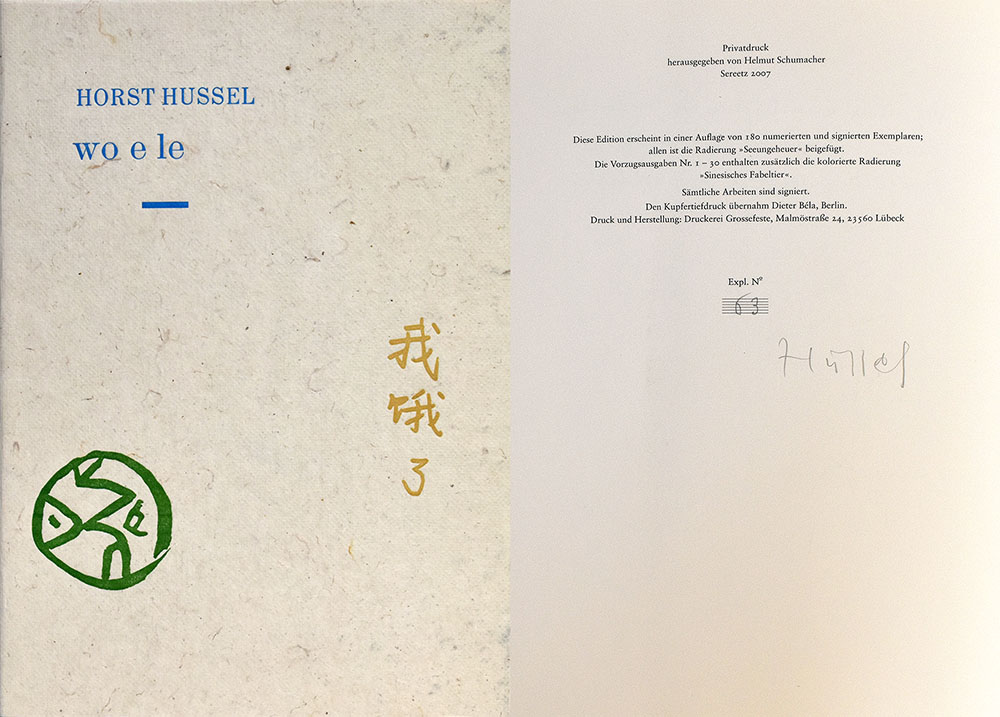 HORST HUSSEL
wo e le
我
饿
了
Privatdruck
herausgegeben von Helmut Schumacher
Sereetz 2007
Diese Edition erscheint in einer Auflage von 180 numerierten und signierten Exemplaren;
allen ist die Radierung »Seeungeheuer« beigefügt.
Die Vorzugsausgaben Nr. 1 – 30 enthalten zusätzlich die kolorierte Radierung
»Sinesisches Fabeltier«.
Sämtliche Arbeiten sind signiert.
Den Kupfertiefdruck übernahm Dieter Béla, Berlin.
Druck und Herstellung: Druckerei Grossefeste, Malmöstraße 24, 23560 Lübeck
Expl. Nº
63
Hussel